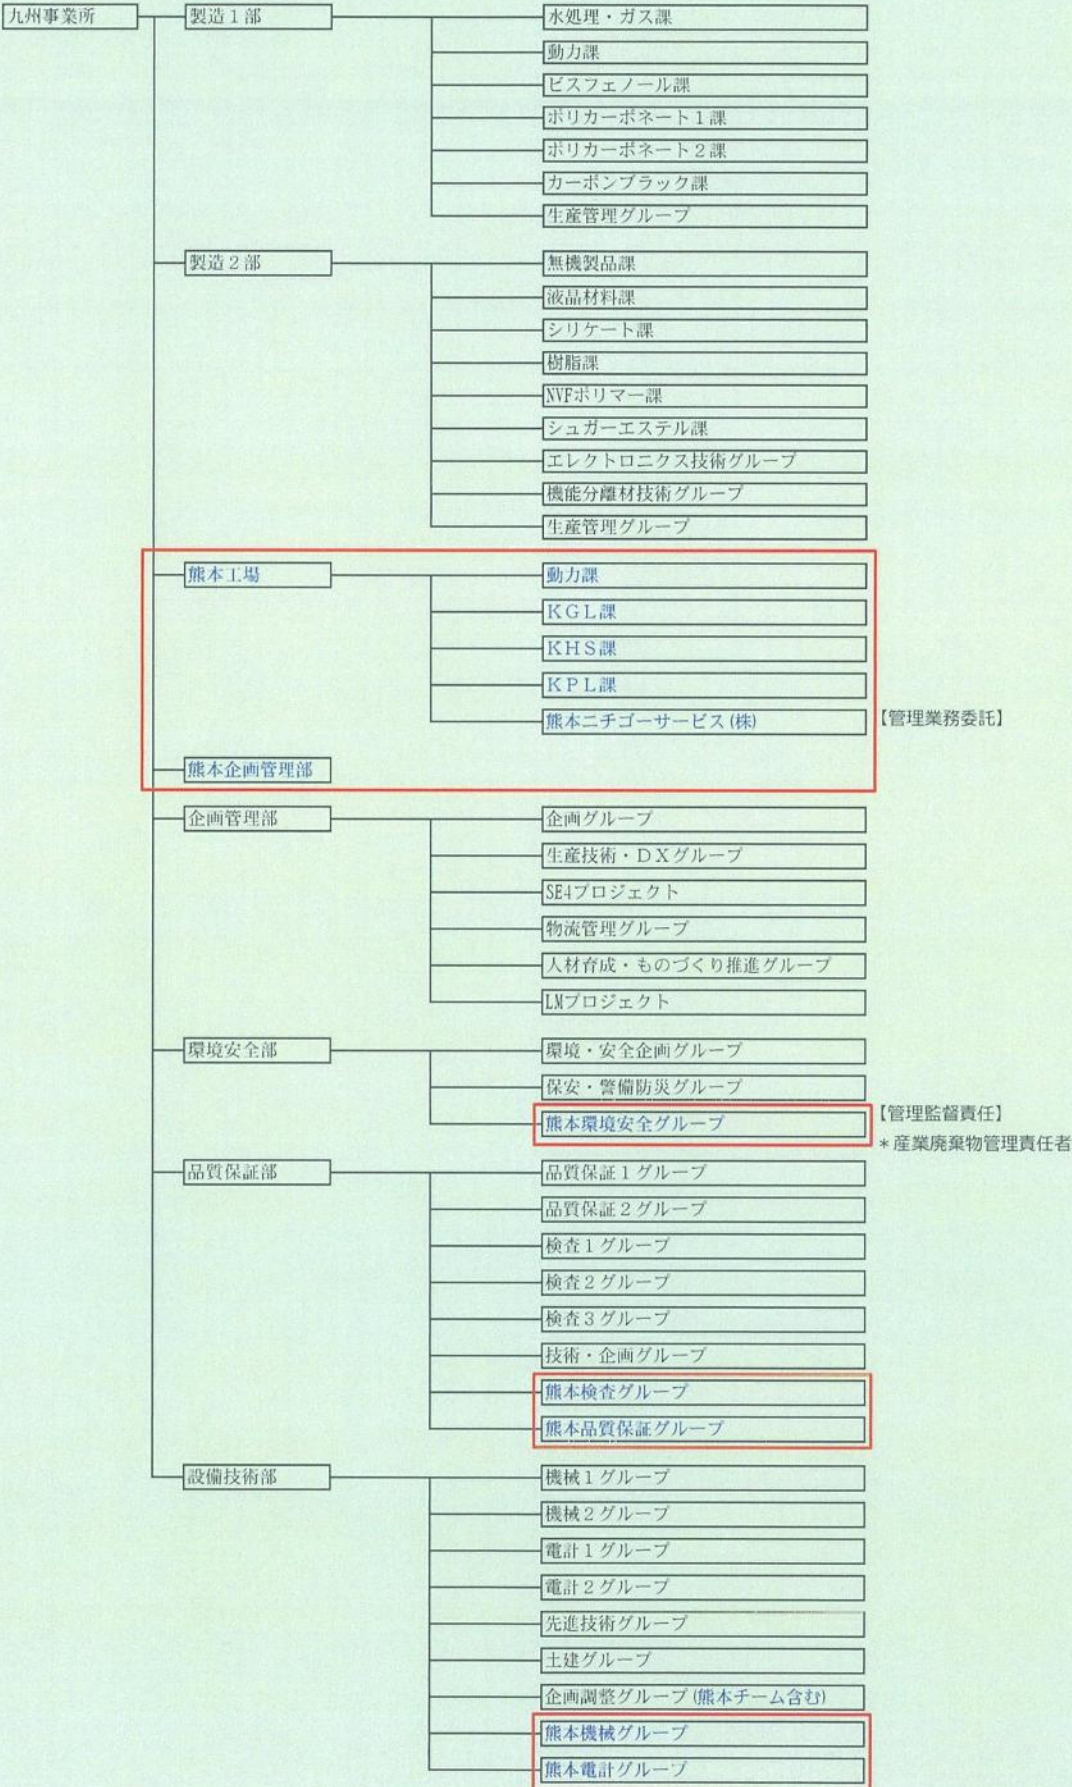 九州事業所
製造１部
水処理・ガス課
動力課
ビスフェノール課
ポリカーボネート１課
ポリカーボネート２課
カーボンブラック課
生産管理グループ
製造２部
無機製品課
液晶材料課
シリケート課
樹脂課
NVFポリマー課
シュガーエステル課
エレクトロニクス技術グループ
機能分離材技術グループ
生産管理グループ
熊本工場
動力課
ＫＧＬ課
ＫＨＳ課
ＫＰＬ課
熊本ニチゴーサービス(株)
【管理業務委託】
熊本企画管理部
企画管理部
企画グループ
生産技術・ＤＸグループ
SE4プロジェクト
物流管理グループ
人材育成・ものづくり推進グループ
LMプロジェクト
環境安全部
環境・安全企画グループ
保安・警備防災グループ
熊本環境安全グループ
【管理監督責任】
＊産業廃棄物管理責任者
品質保証部
品質保証１グループ
品質保証２グループ
検査１グループ
検査２グループ
検査３グループ
技術・企画グループ
熊本検査グループ
熊本品質保証グループ
設備技術部
機械１グループ
機械２グループ
電計１グループ
電計２グループ
先進技術グループ
土建グループ
企画調整グループ(熊本チーム含む)
熊本機械グループ
熊本電計グループ